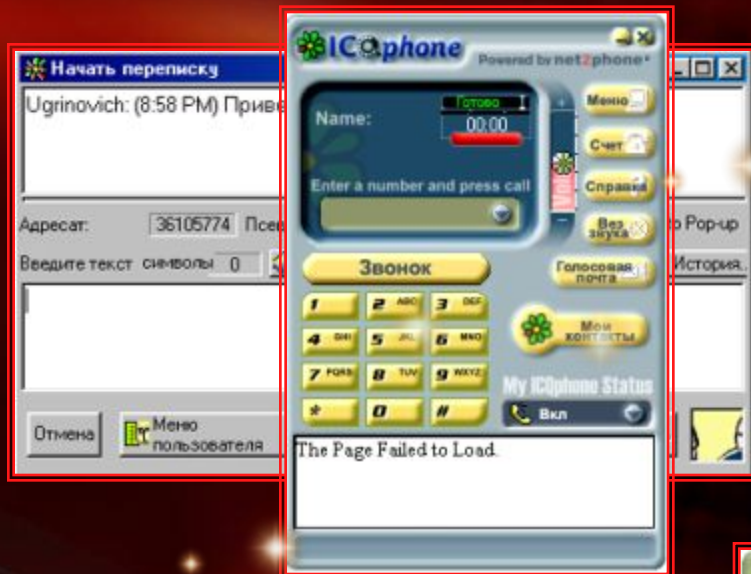 Начать переписку
Ugrinovich: (8:58 PM) Приве
Адресат: 36105774 Псев
Введите текст символы 0
Отмена
Меню
пользователя
ICQphone
Powered by net2phone
Name:
Готово
00:00
Enter a number and press call
Volu
Меню
Счет
Справка
Без
звука
Звонок
Голосовая
почта
1
2 ABC
3 DEF
4 GHI
5 JKL
6 MNO
7 PQRS
8 TUV
9 WXYZ
*
0
#
Мои
контакты
My ICQphone Status
Вкл
The Page Failed to Load.
o Pop-up
История..